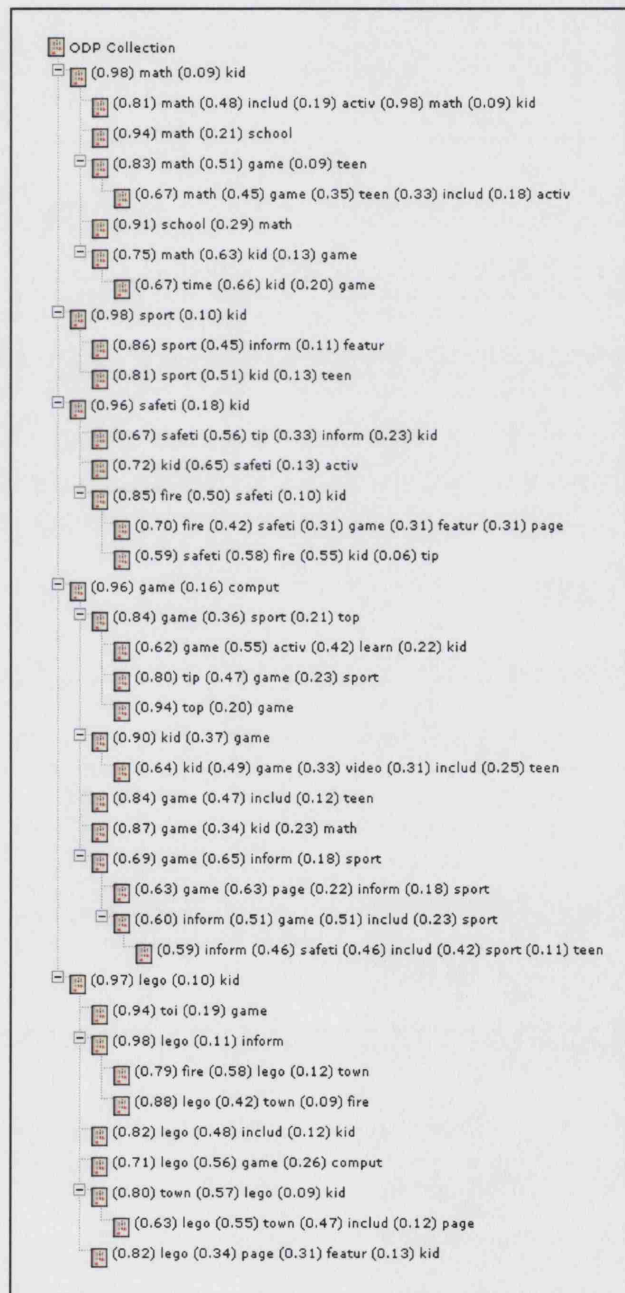 ODP Collection
(0.98) math (0.09) kid
(0.81) math (0.48) includ (0.19) activ (0.98) math (0.09) kid
(0.94) math (0.21) school
(0.83) math (0.51) game (0.09) teen
(0.67) math (0.45) game (0.35) teen (0.33) includ (0.18) activ
(0.91) school (0.29) math
(0.75) math (0.63) kid (0.13) game
(0.67) time (0.66) kid (0.20) game
(0.98) sport (0.10) kid
(0.86) sport (0.45) inform (0.11) featur
(0.81) sport (0.51) kid (0.13) teen
(0.96) safeti (0.18) kid
(0.67) safeti (0.56) tip (0.33) inform (0.23) kid
(0.72) kid (0.65) safeti (0.13) activ
(0.85) fire (0.50) safeti (0.10) kid
(0.70) fire (0.42) safeti (0.31) game (0.31) featur (0.31) page
(0.59) safeti (0.58) fire (0.55) kid (0.06) tip
(0.96) game (0.16) comput
(0.84) game (0.36) sport (0.21) top
(0.62) game (0.55) activ (0.42) learn (0.22) kid
(0.80) tip (0.47) game (0.23) sport
(0.94) top (0.20) game
(0.90) kid (0.37) game
(0.64) kid (0.49) game (0.33) video (0.31) includ (0.25) teen
(0.84) game (0.47) includ (0.12) teen
(0.87) game (0.34) kid (0.23) math
(0.69) game (0.65) inform (0.18) sport
(0.63) game (0.63) page (0.22) inform (0.18) sport
(0.60) inform (0.51) game (0.51) includ (0.23) sport
(0.59) inform (0.46) safeti (0.46) includ (0.42) sport (0.11) teen
(0.97) lego (0.10) kid
(0.94) toi (0.19) game
(0.98) lego (0.11) inform
(0.79) fire (0.58) lego (0.12) town
(0.88) lego (0.42) town (0.09) fire
(0.82) lego (0.48) includ (0.12) kid
(0.71) lego (0.56) game (0.26) comput
(0.80) town (0.57) lego (0.09) kid
(0.63) lego (0.55) town (0.47) includ (0.12) page
(0.82) lego (0.34) page (0.31) featur (0.13) kid